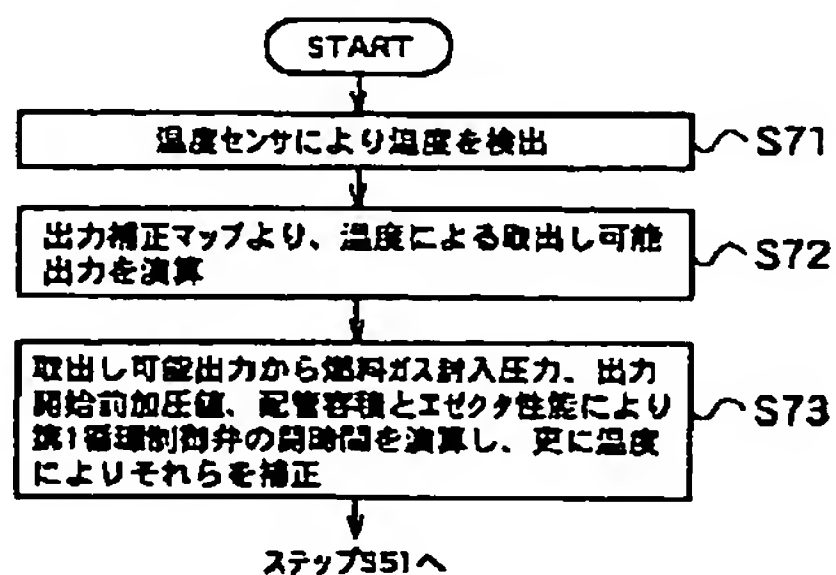 START
温度センサにより温度を検出
S71
出力補正マップより、温度による取出し可能
出力を演算
S72
取出し可能出力から燃料ガス封入圧力、出力
開始前加圧値、配管容積とエゼクタ性能により
第1循環制御弁の開時間を演算し、更に温度
によりそれらを補正
S73
ステップS51へ